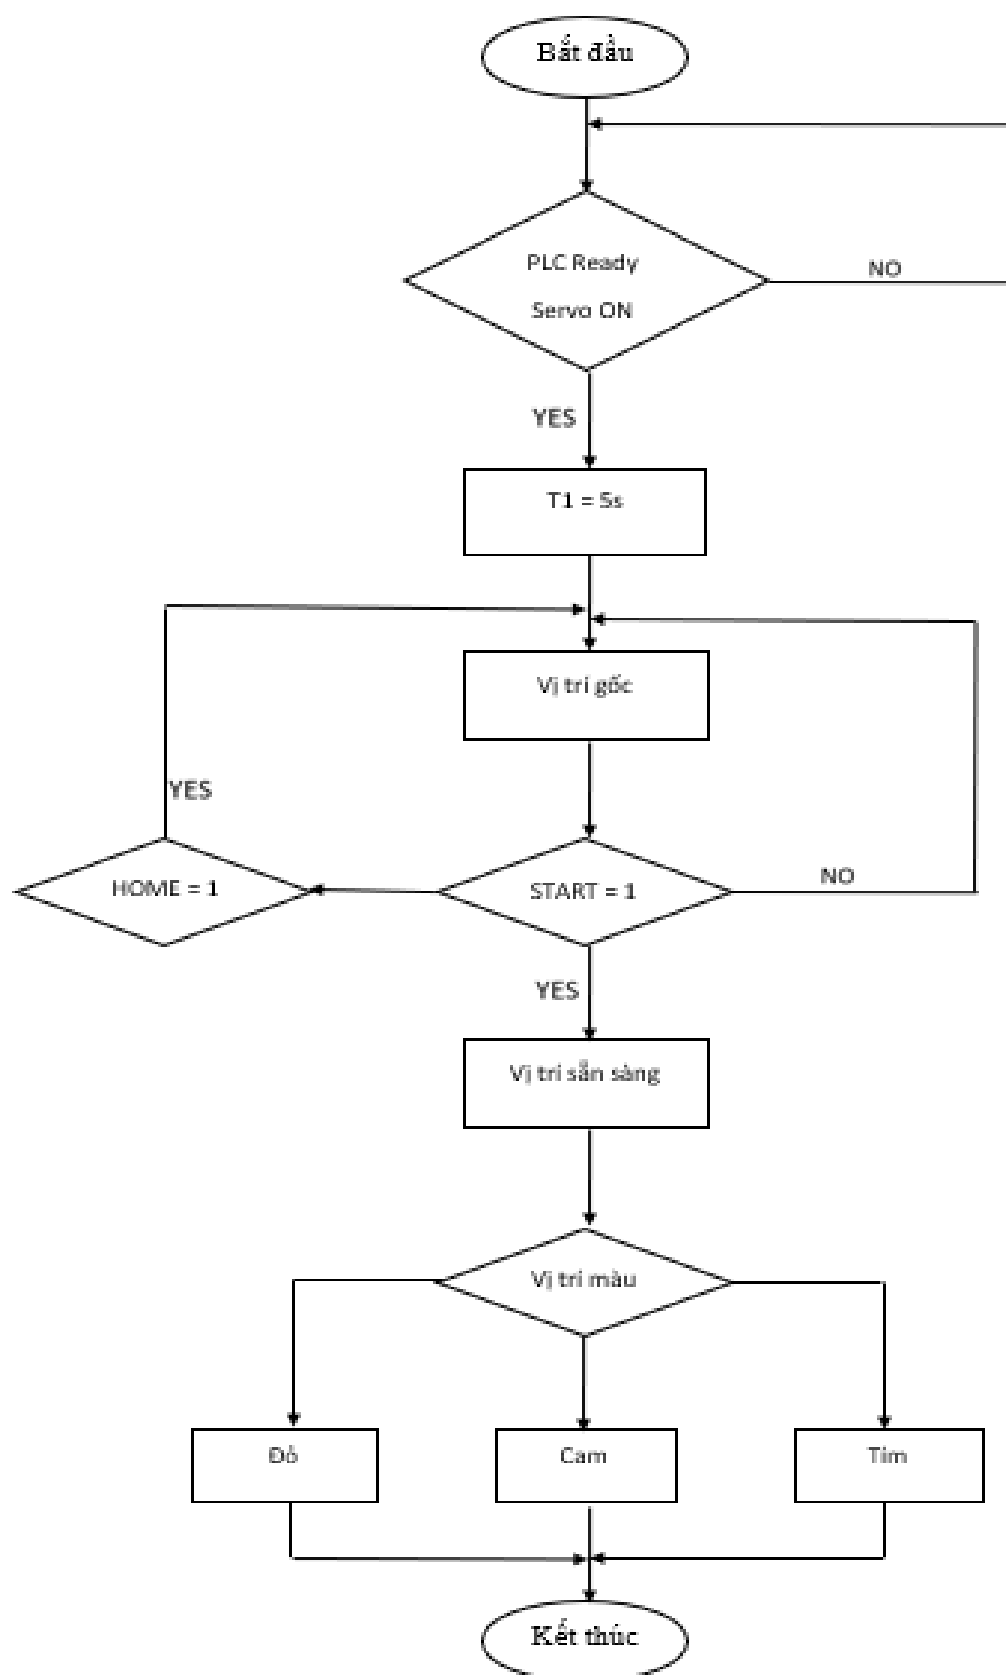 Bắt đầu
PLC Ready
NO
Servo ON
YES
T1 = 5s
Vị trí gốc
YES
HOME = 1
START = 1
NO
YES
Vị trí sẵn sàng
Vị trí màu
Đỏ
Cam
Tím
Kết thúc